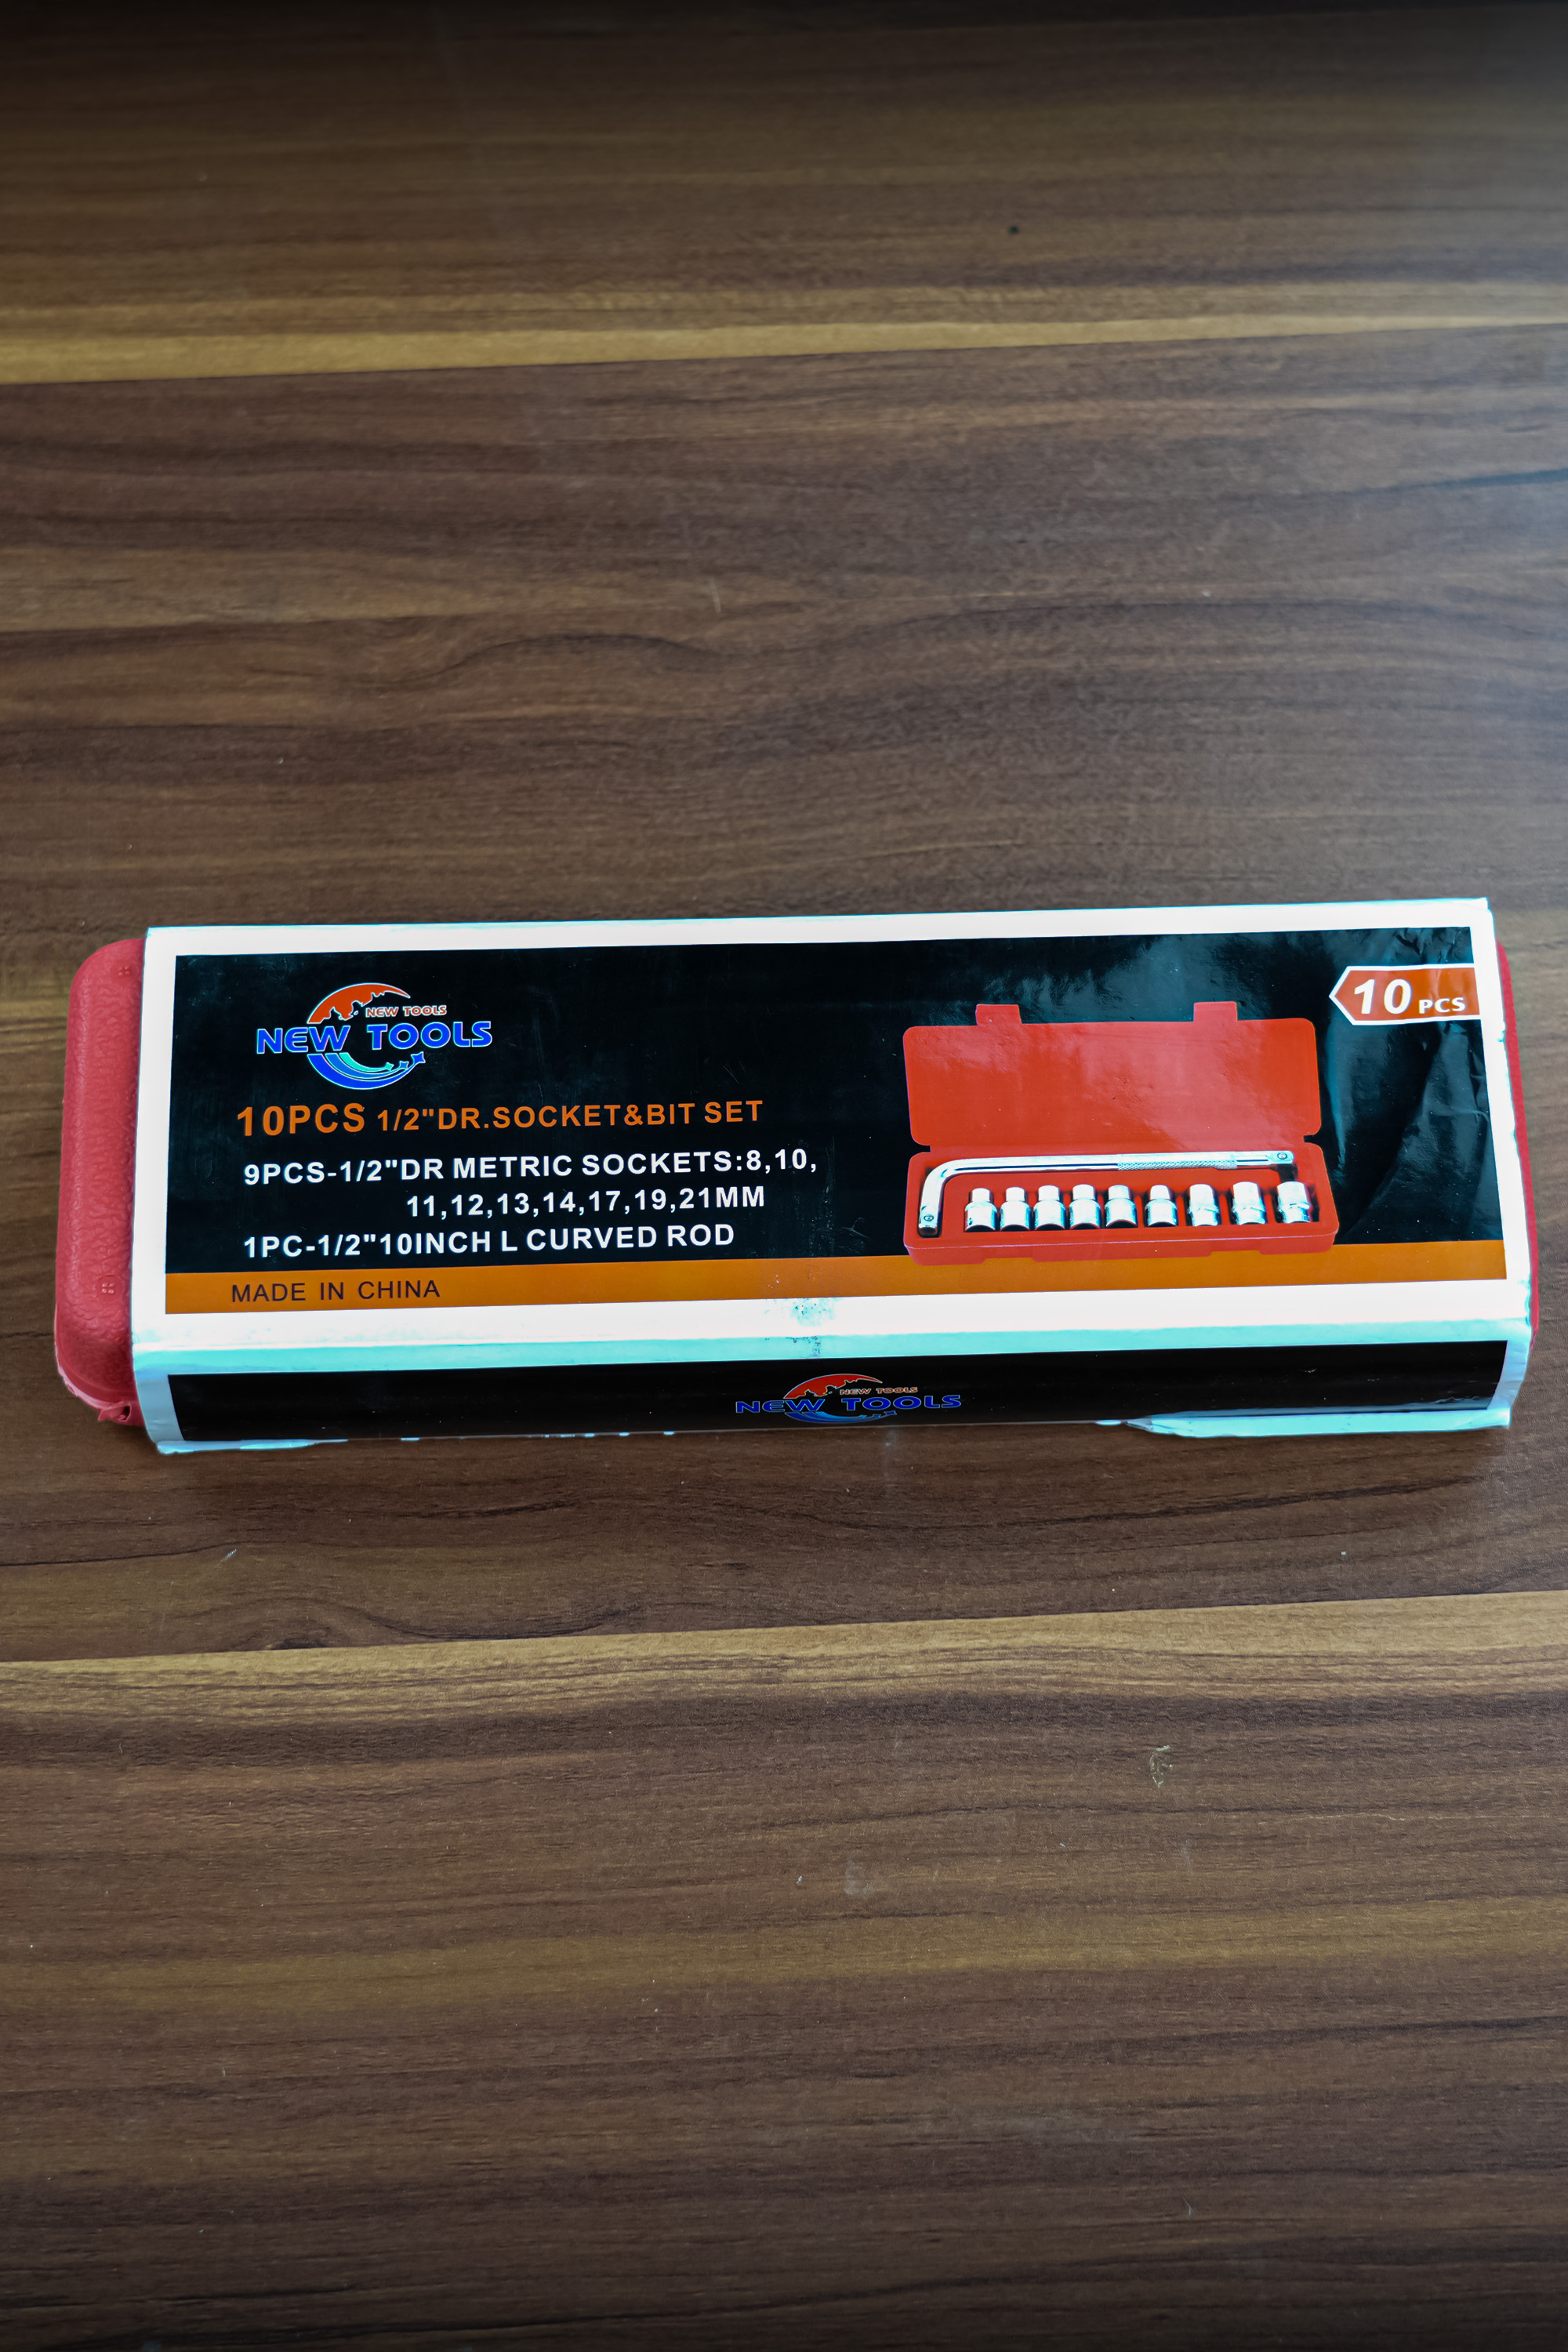 NEW TOOLS
NEW TOOLS
10 PCS
10PCS 1/2"DR.SOCKET&BIT SET
9PCS-1/2"DR METRIC SOCKETS:8,10,
11,12,13,14,17,19,21MM
1PC-1/2"10INCH L CURVED ROD
MADE IN CHINA
NEW TOOLS
NEW TOOLS